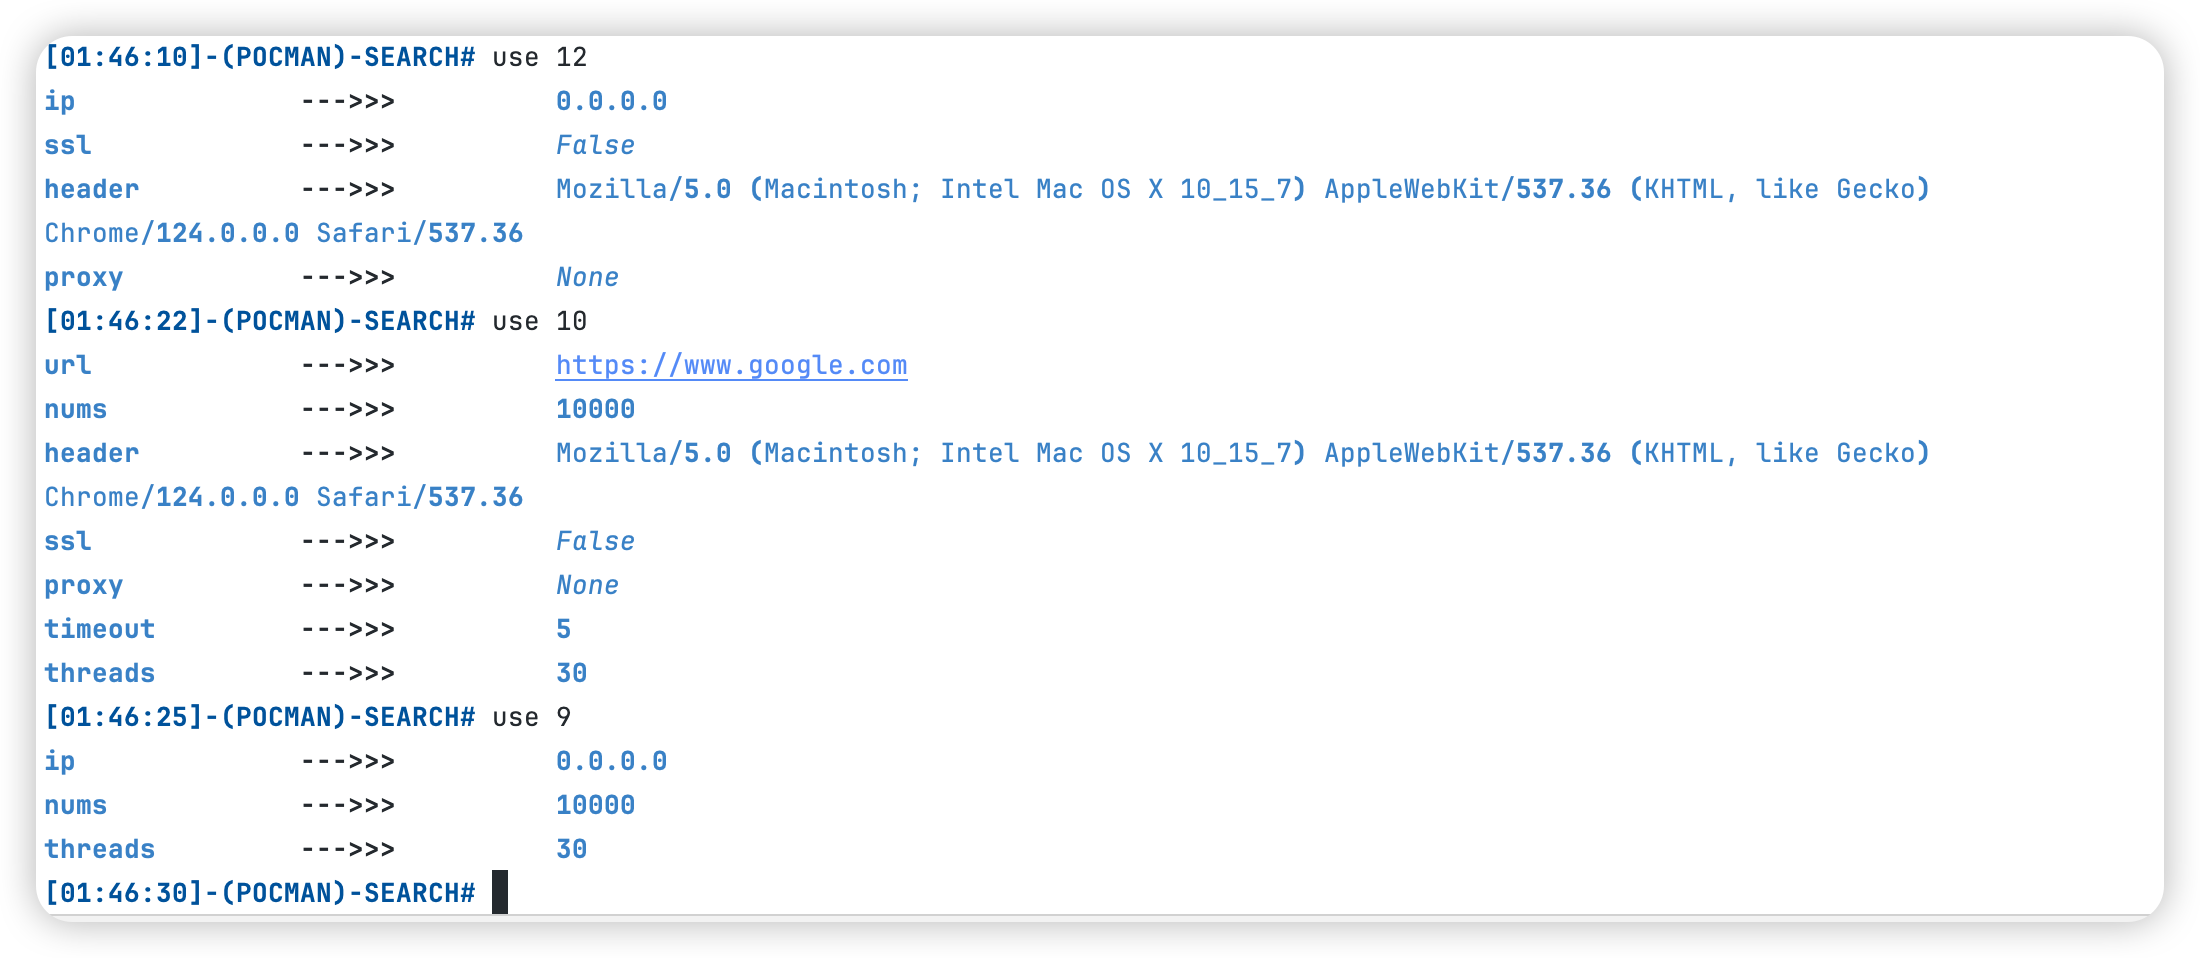 [01:46:10]-(POCMAN)-SEARCH# use 12
ip --->>> 0.0.0.0
ssl --->>> False
header --->>> Mozilla/5.0 (Macintosh; Intel Mac OS X 10_15_7) AppleWebKit/537.36 (KHTML, like Gecko)
Chrome/124.0.0.0 Safari/537.36
proxy --->>> None
[01:46:22]-(POCMAN)-SEARCH# use 10
url --->>> https://www.google.com
nums --->>> 10000
header --->>> Mozilla/5.0 (Macintosh; Intel Mac OS X 10_15_7) AppleWebKit/537.36 (KHTML, like Gecko)
Chrome/124.0.0.0 Safari/537.36
ssl --->>> False
proxy --->>> None
timeout --->>> 5
threads --->>> 30
[01:46:25]-(POCMAN)-SEARCH# use 9
ip --->>> 0.0.0.0
nums --->>> 10000
threads --->>> 30
[01:46:30]-(POCMAN)-SEARCH#